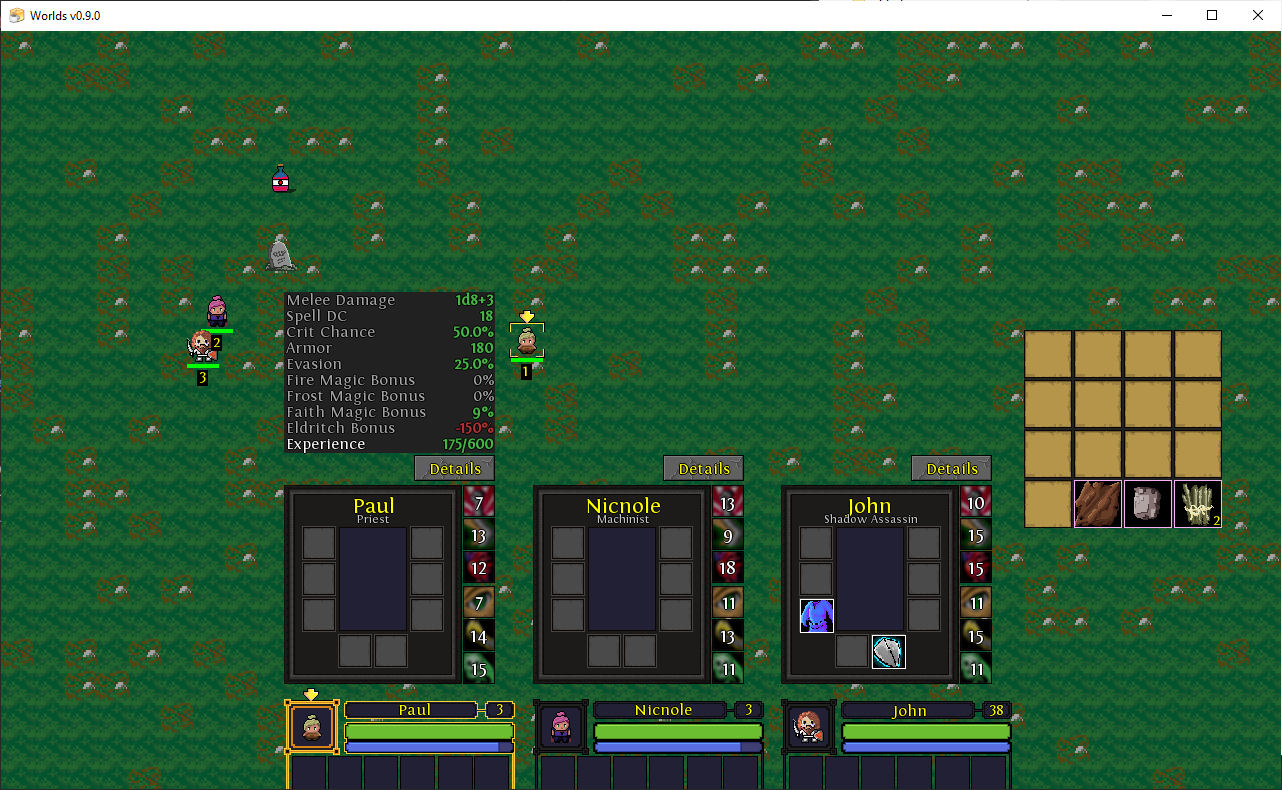 Worlds v0.9.0
2
3
1
Melee Damage 1d8+3
Spell DC 18
Crit Chance 50.0%
Armor 180
Evasion 25.0%
Fire Magic Bonus 0%
Frost Magic Bonus 0%
Faith Magic Bonus 9%
Eldritch Bonus -150%
Experience 175/600
Details
Details
Details
Paul
Priest
7
13
12
7
14
15
Nicnole
Machinist
13
9
18
11
13
11
John
Shadow Assassin
10
15
15
11
15
11
2
Paul 3
Nicnole 3
John 38